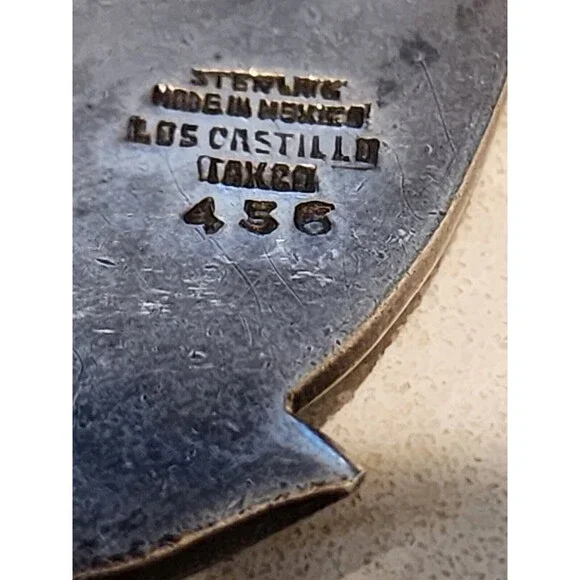 STERLING
MADE IN MEXICO
LOS CASTILLO
TAXCO
456